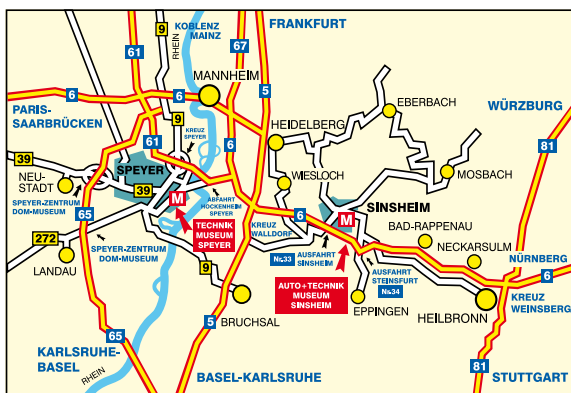 9
KOBLENZ
MAINZ
FRANKFURT
RHEIN
67
61
5
MANNHEIM
6
6
PARIS-
SAARBRÜCKEN
9
6
EBERBACH
WÜRZBURG
HEIDELBERG
KREUZ
SPEYER
61
6
81
39
SPEYER
WIESLOCH
MOSBACH
NEU-
STADT
39
M
ABFAHRT
HOCKENHEIM
SPEYER
SINSHEIM
SPEYER-ZENTRUM
DOM-MUSEUM
65
6
M
TECHNIK
MUSEUM
SPEYER
KREUZ
WALLDORF
BAD-RAPPENAU
272
SPEYER-ZENTRUM
DOM-MUSEUM
NECKARSULM
AUSFAHRT
SINSHEIM
No33
AUSFAHRT
STEINSFURT
No34
NÜRNBERG
6
LANDAU
9
AUTO+TECHNIK
MUSEUM
SINSHEIM
KREUZ
WEINSBERG
EPPINGEN
HEILBRONN
BRUCHSAL
5
65
KARLSRUHE-
BASEL
RHEIN
BASEL-KARLSRUHE
81
STUTTGART